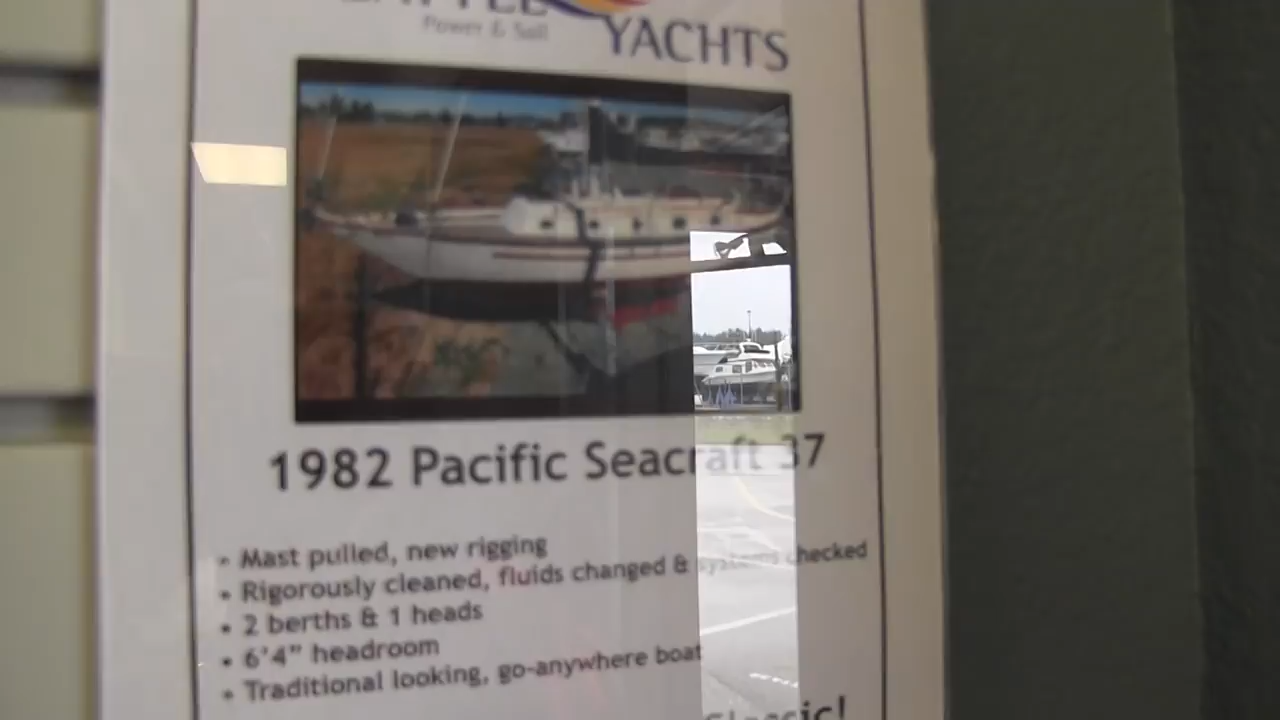 Power & Sail
YACHTS
1982 Pacific Seacraft 37
• Mast pulled, new rigging
• Rigorously cleaned, fluids changed & systems checked
• 2 berths & 1 heads
• 6'4" headroom
• Traditional looking, go-anywhere boat